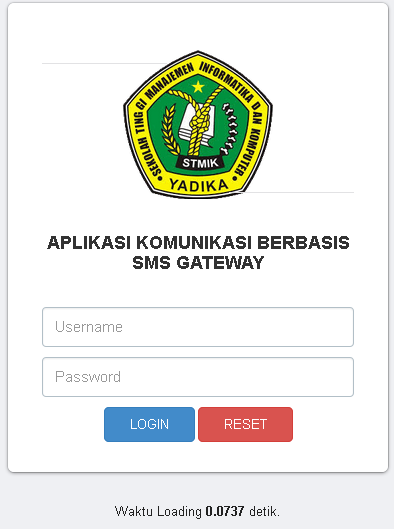 SEKOLAH TINGGI MANAJEMEN INFORMATIKA DAN KOMPUTER
STMIK
YADIKA
APLIKASI KOMUNIKASI BERBASIS
SMS GATEWAY
Username
Password
LOGIN RESET
Waktu Loading 0.0737 detik.